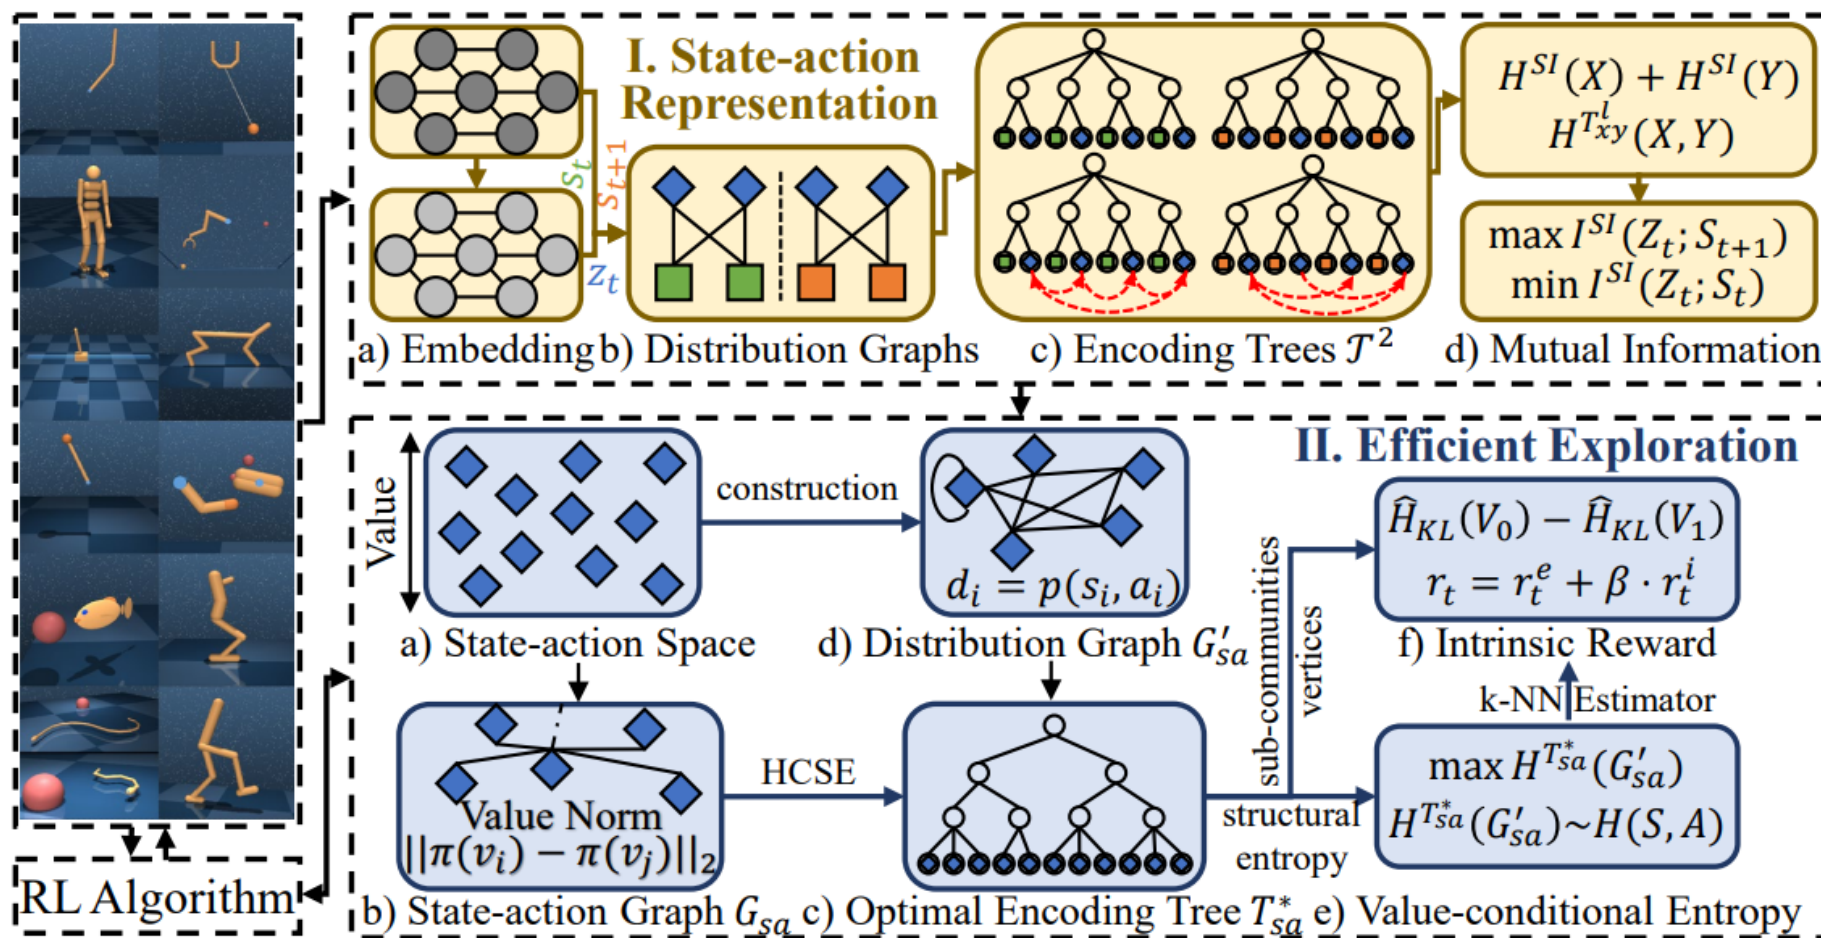 I. State-action
Representation
s_t
s_{t+1}
z_t
H^{SI}(X) + H^{SI}(Y)
H^{T^l_{xy}}(X, Y)
max I^{SI}(Z_t; S_{t+1})
min I^{SI}(Z_t; S_t)
a) Embedding
b) Distribution Graphs
c) Encoding Trees 𝒯^2
d) Mutual Information
II. Efficient Exploration
Value
construction
d_i = p(s_i, a_i)
a) State-action Space
d) Distribution Graph G'_{sa}
sub-communities
vertices
Ĥ_{KL}(V_0) − Ĥ_{KL}(V_1)
r_t = r_t^e + β · r_t^i
f) Intrinsic Reward
k-NN Estimator
Value Norm
||π(v_i) − π(v_j)||_2
HCSE
structural
entropy
max H^{T^*_{sa}}(G'_{sa})
H^{T^*_{sa}}(G'_{sa})~H(S, A)
b) State-action Graph G_{sa}
c) Optimal Encoding Tree T^*_{sa}
e) Value-conditional Entropy
RL Algorithm